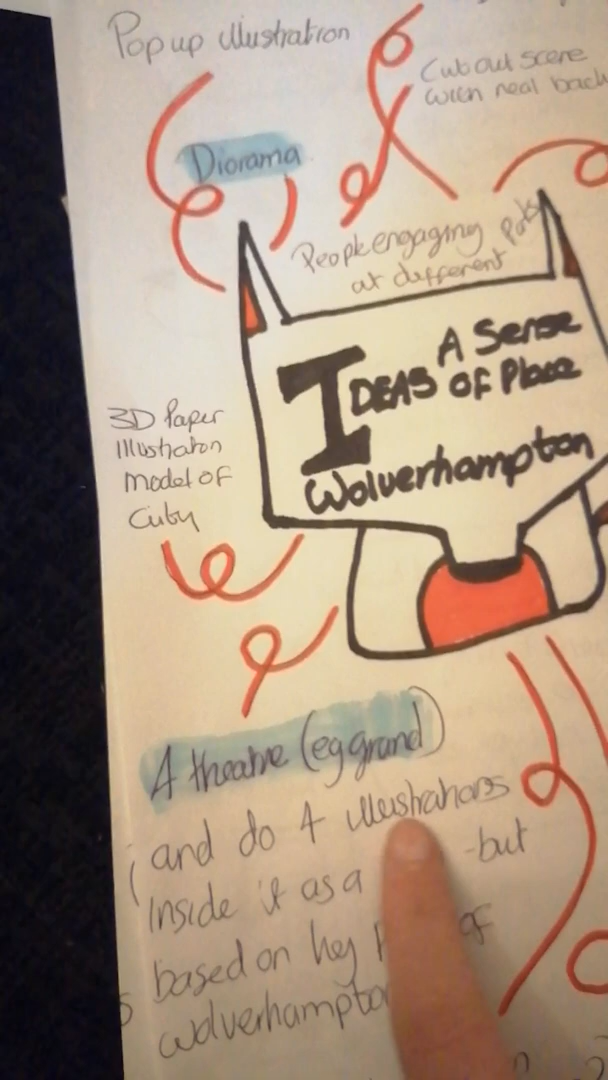 Pop up illustration
Cut out scene
with real back
Diorama
People engaging
at different parts
IDEAS A Sense
of Place
Wolverhampton
3D Paper
Illustration
Model of
City
A theatre (eg grand)
and do 4 illustrations
Inside it as a -but
based on key of
Wolverhampton